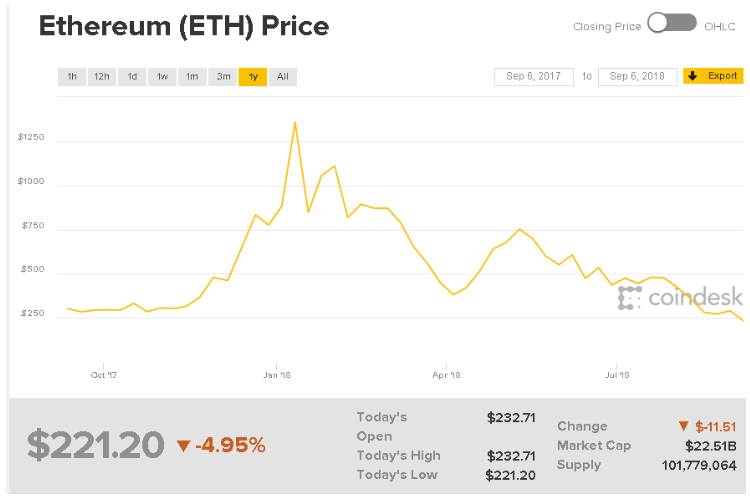 Ethereum (ETH) Price
Closing Price OHLC
1h 12h 1d 1w 1m 3m 1y All
Sep 6, 2017 to Sep 6, 2018 Export
$1250
$1000
$750
$500
$250
coindesk
Oct '17 Jan '18 Apr '18 Jul '18
$221.20 ▼ -4.95%
Today's Open $232.71
Today's High $232.71
Today's Low $221.20
Change ▼ $-11.51
Market Cap $22.51B
Supply 101,779,064